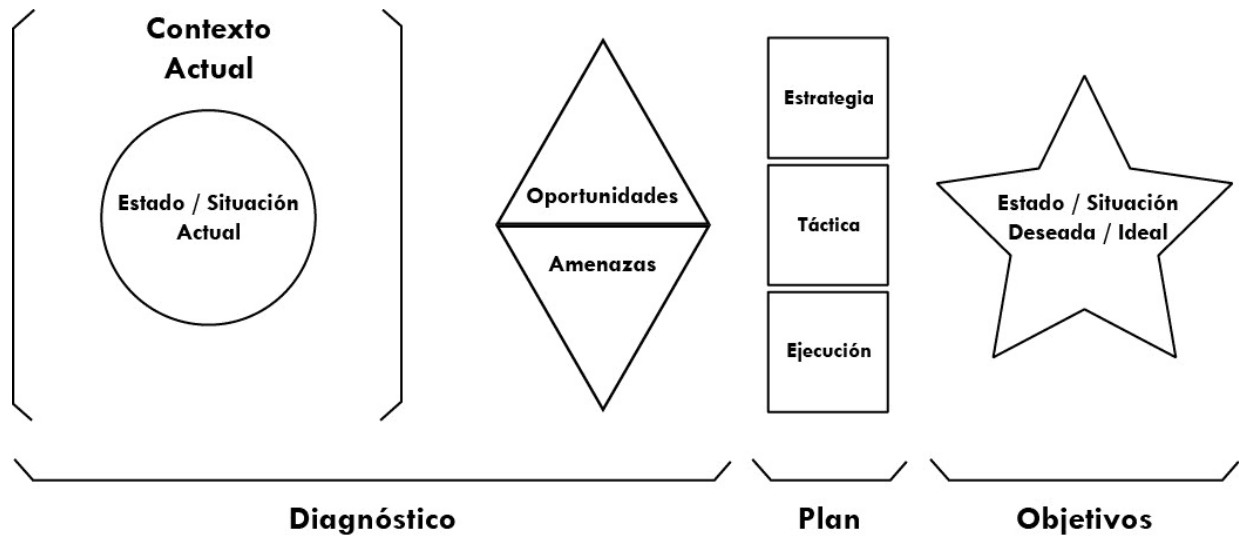 Contexto
Actual
Estado / Situación
Actual
Oportunidades
Amenazas
Estrategia
Táctica
Ejecución
Estado / Situación
Deseada / Ideal
Diagnóstico
Plan
Objetivos